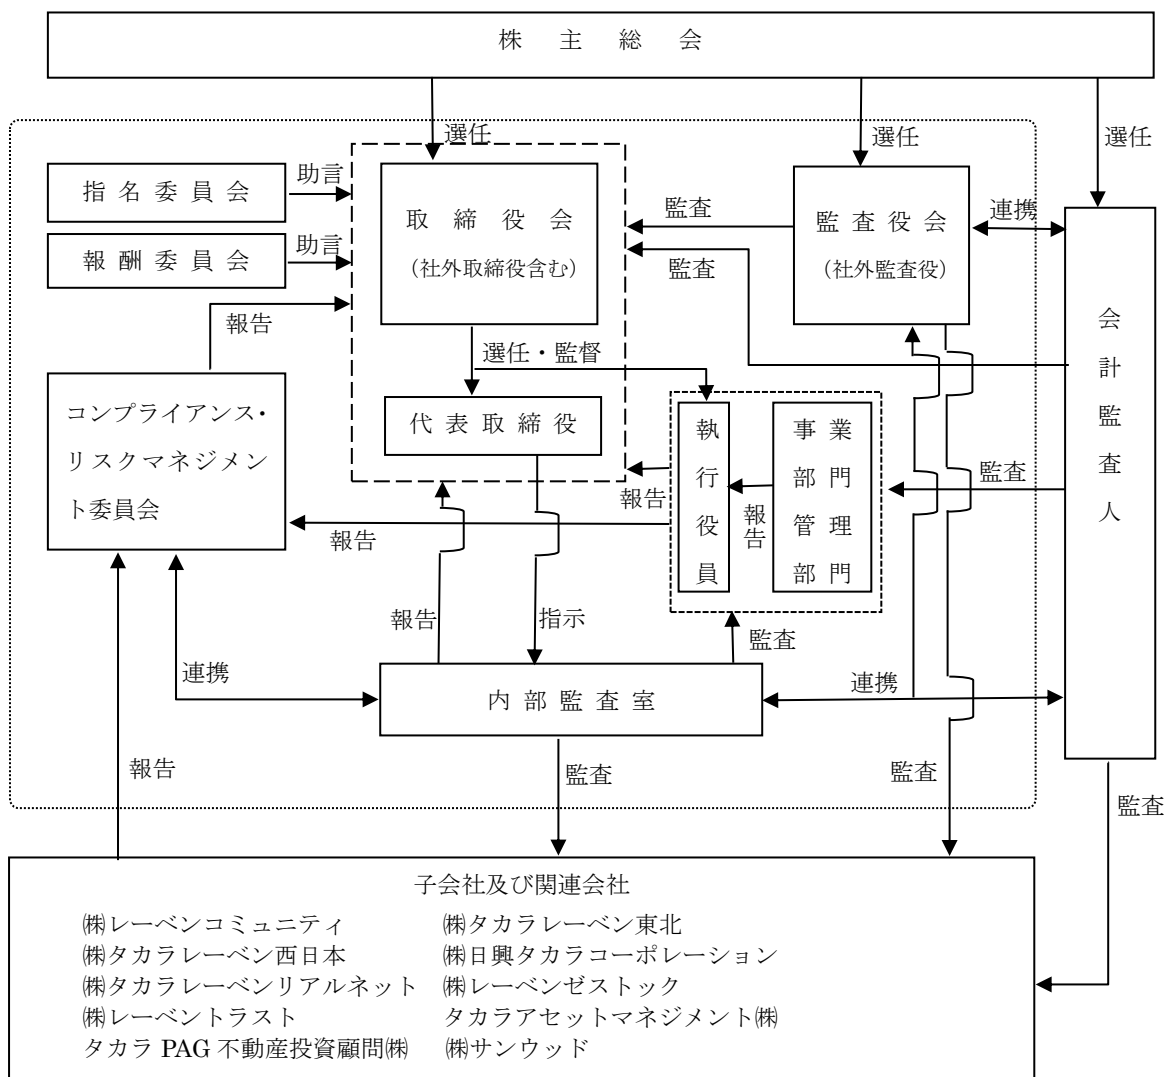 株 主 総 会
選任
選任
選任
指 名 委 員 会
助言
報 酬 委 員 会
助言
取 締 役 会
(社外取締役含む)
監査
監査
監 査 役 会
(社外監査役)
連携
会計監査人
報告
選任・監督
代 表 取 締 役
コンプライアンス・
リスクマネジメン
ト委員会
執行役員
事 業
部 門
管 理
部 門
報告
報告
報告
監査
報告
指示
監査
連携
内 部 監 査 室
連携
報告
監査
監査
監査
子会社及び関連会社
㈱レーベンコミュニティ ㈱タカラレーベン東北
㈱タカラレーベン西日本 ㈱日興タカラコーポレーション
㈱タカラレーベンリアルネット ㈱レーベンゼストック
㈱レーベントラスト タカラアセットマネジメント㈱
タカラ PAG 不動産投資顧問㈱ ㈱サンウッド